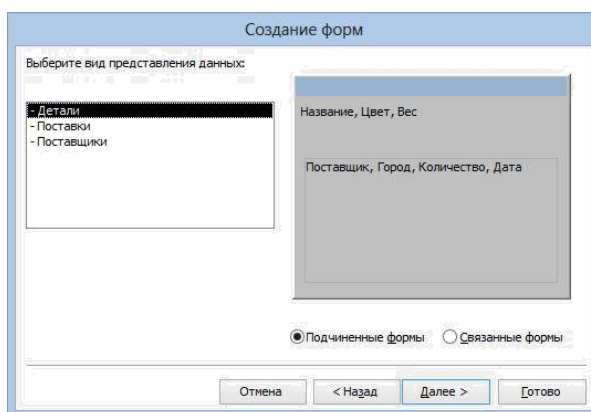 Создание форм
Выберите вид представления данных:
- Детали
- Поставки
- Поставщики
Название, Цвет, Вес
Поставщик, Город, Количество, Дата
Подчиненные формы
Связанные формы
Отмена
< Назад
Далее >
Готово